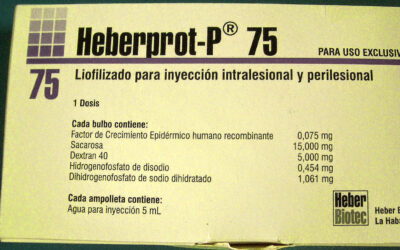 Heberprot-P® 75
PARA USO EXCLUSIV
75
Liofilizado para inyección intralesional y perilesional
1 Dosis
Cada bulbo contiene:
Factor de Crecimiento Epidérmico humano recombinante 0,075 mg
Sacarosa 15,000 mg
Dextran 40 5,000 mg
Hidrogenofosfato de disodio 0,454 mg
Dihidrogenofosfato de sodio dihidratado 1,061 mg
Cada ampolleta contiene:
Agua para inyección 5 mL
Heber
Biotec
Heber B
La Haba